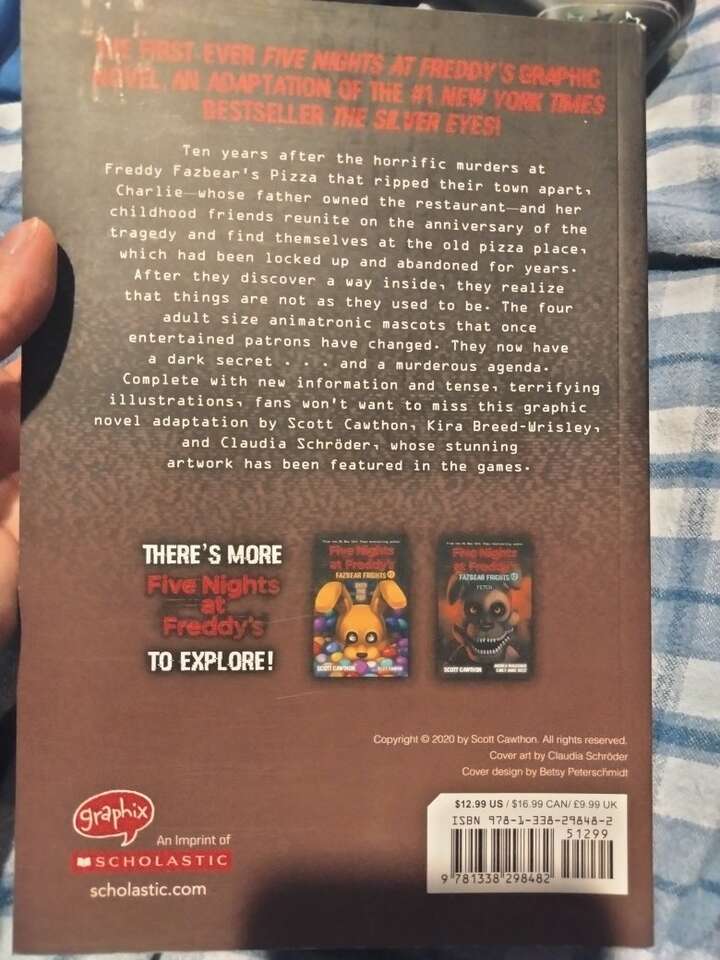 THE FIRST-EVER FIVE NIGHTS AT FREDDY'S GRAPHIC
NOVEL, AN ADAPTATION OF THE #1 NEW YORK TIMES
BESTSELLER THE SILVER EYES!
Ten years after the horrific murders at
Freddy Fazbear's Pizza that ripped their town apart,
Charlie—whose father owned the restaurant—and her
childhood friends reunite on the anniversary of the
tragedy and find themselves at the old pizza place,
which had been locked up and abandoned for years.
After they discover a way inside, they realize
that things are not as they used to be. The four
adult size animatronic mascots that once
entertained patrons have changed. They now have
a dark secret . . . and a murderous agenda.
Complete with new information and tense, terrifying
illustrations, fans won't want to miss this graphic
novel adaptation by Scott Cawthon, Kira Breed-Wrisley,
and Claudia Schröder, whose stunning
artwork has been featured in the games.
THERE'S MORE
Five Nights
at
Freddy's
TO EXPLORE!
Five Nights
at Freddy's
FAZBEAR FRIGHTS #1
SCOTT CAWTHON
Five Nights
at Freddy's
FAZBEAR FRIGHTS #2
FETCH
SCOTT CAWTHON
Copyright © 2020 by Scott Cawthon. All rights reserved.
Cover art by Claudia Schröder
Cover design by Betsy Peterschmidt
graphix
An Imprint of
SCHOLASTIC
scholastic.com
$12.99 US / $16.99 CAN/ £9.99 UK
ISBN 978-1-338-29848-2
51299
9 781338 298482